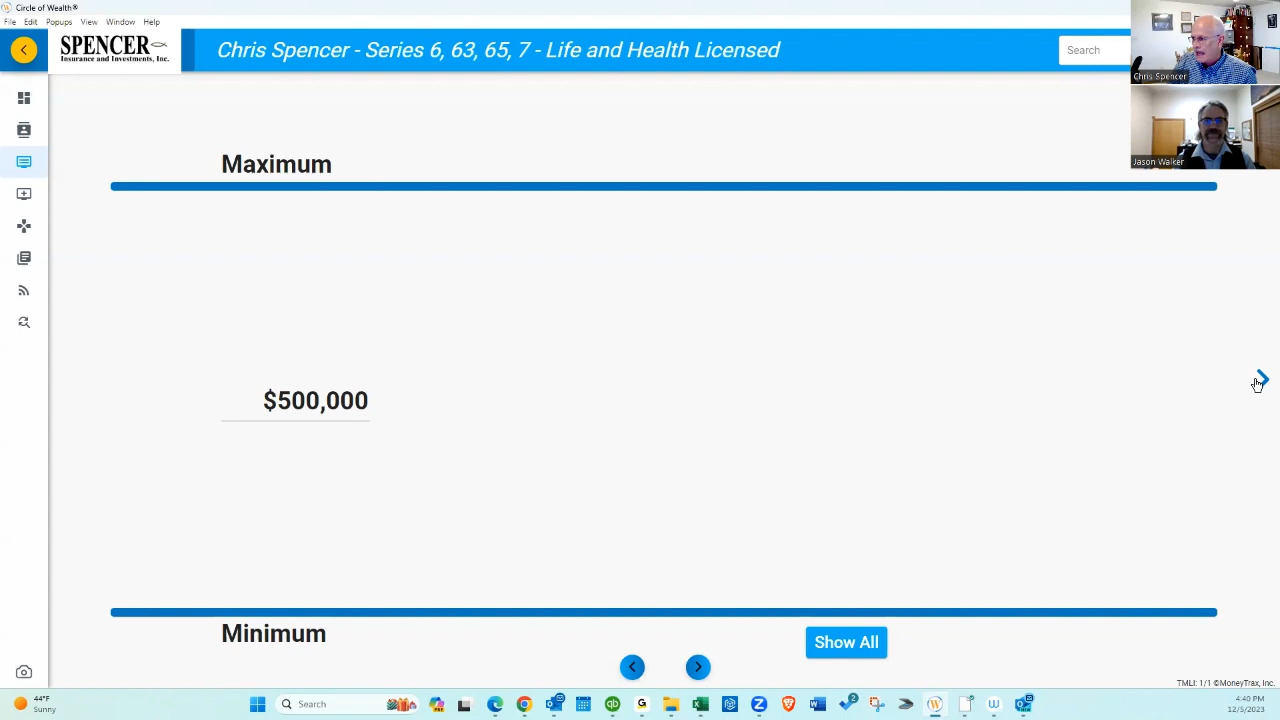 Circle of Wealth®
File Edit Popups View Window Help
SPENCER
Insurance and Investments, Inc.
Chris Spencer - Series 6, 63, 65, 7 - Life and Health Licensed
Search
Chris Spencer
Jason Walker
Maximum
$500,000
Minimum
Show All
TMLI: 1/1 ©MoneyTrax, Inc.
44°F
Sunny
Search
2
4:40 PM
12/5/2023